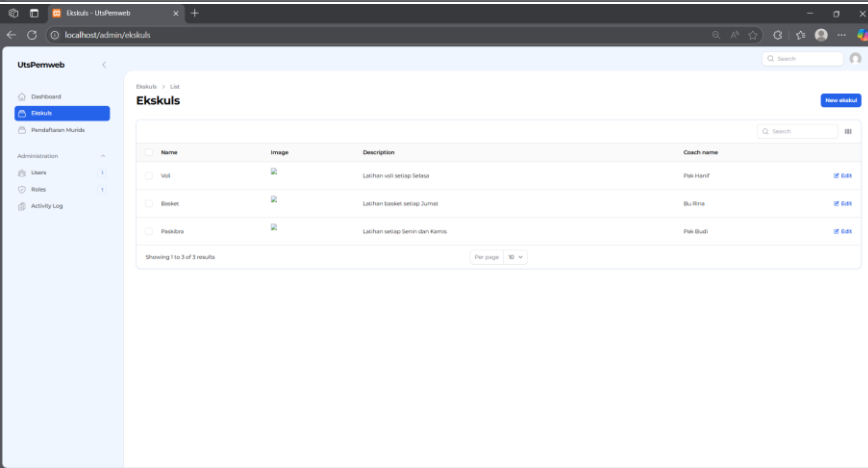 Ekskuls - UtsPemweb
localhost/admin/ekskuls
UtsPemweb
Search
Dashboard
Ekskuls
Pendaftaran Murids
Administration
Users 1
Roles 1
Activity Log
Ekskuls > List
Ekskuls
New ekskul
Search
Name Image Description Coach name
Voli Latihan voli setiap Selasa Pak Hanif Edit
Basket Latihan basket setiap Jumat Bu Rina Edit
Paskibra Latihan setiap Senin dan Kamis Pak Budi Edit
Showing 1 to 3 of 3 results Per page 10